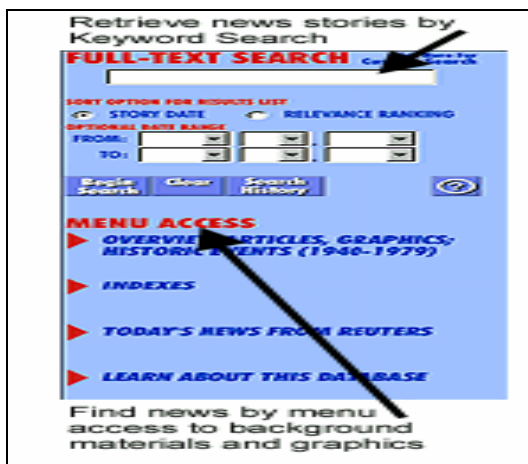 Retrieve news stories by
Keyword Search
FULL-TEXT SEARCH
Search
SORT OPTION FOR RESULTS LIST
STORY DATE RELEVANCE RANKING
OPTIONAL DATE RANGE
FROM:
TO:
Begin Search Clear Search History ?
MENU ACCESS
OVERVIEW ARTICLES, GRAPHICS,
HISTORIC EVENTS (1940-1979)
INDEXES
TODAY'S NEWS FROM REUTERS
LEARN ABOUT THIS DATABASE
Find news by menu
access to background
materials and graphics